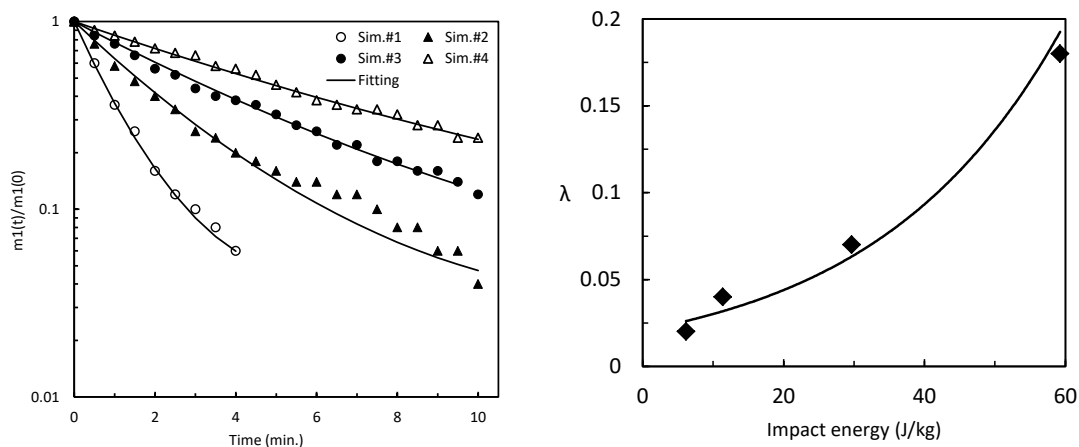 1
0.1
0.01
m1(t)/m1(0)
Sim.#1 Sim.#2
Sim.#3 Sim.#4
Fitting
0 2 4 6 8 10
Time (min.)
0.2
0.15
0.1
0.05
0
λ
0 20 40 60
Impact energy (J/kg)